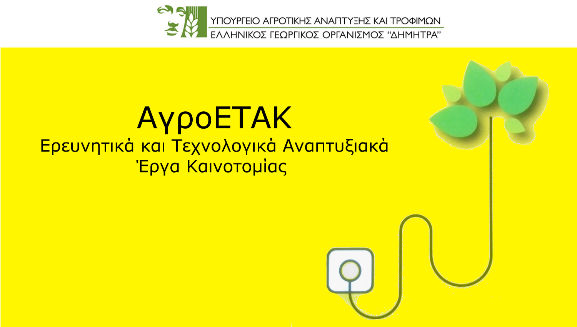 ΥΠΟΥΡΓΕΙΟ ΑΓΡΟΤΙΚΗΣ ΑΝΑΠΤΥΞΗΣ ΚΑΙ ΤΡΟΦΙΜΩΝ
ΕΛΛΗΝΙΚΟΣ ΓΕΩΡΓΙΚΟΣ ΟΡΓΑΝΙΣΜΟΣ "ΔΗΜΗΤΡΑ"
ΑγροΕΤΑΚ
Ερευνητικά και Τεχνολογικά Αναπτυξιακά
Έργα Καινοτομίας